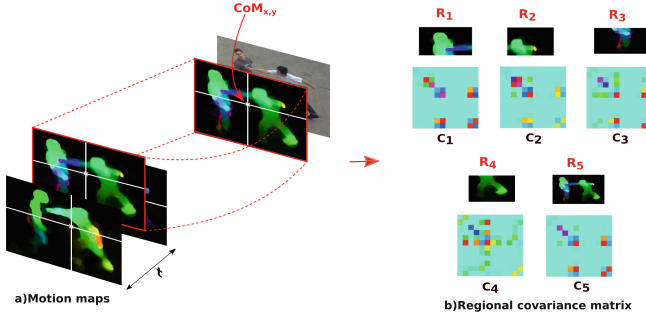 CoMx,y
t
a)Motion maps
R1 R2 R3
C1 C2 C3
R4 R5
C4 C5
b)Regional covariance matrix